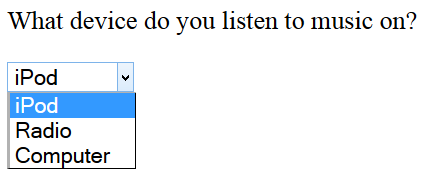 What device do you listen to music on?
iPod
iPod
Radio
Computer